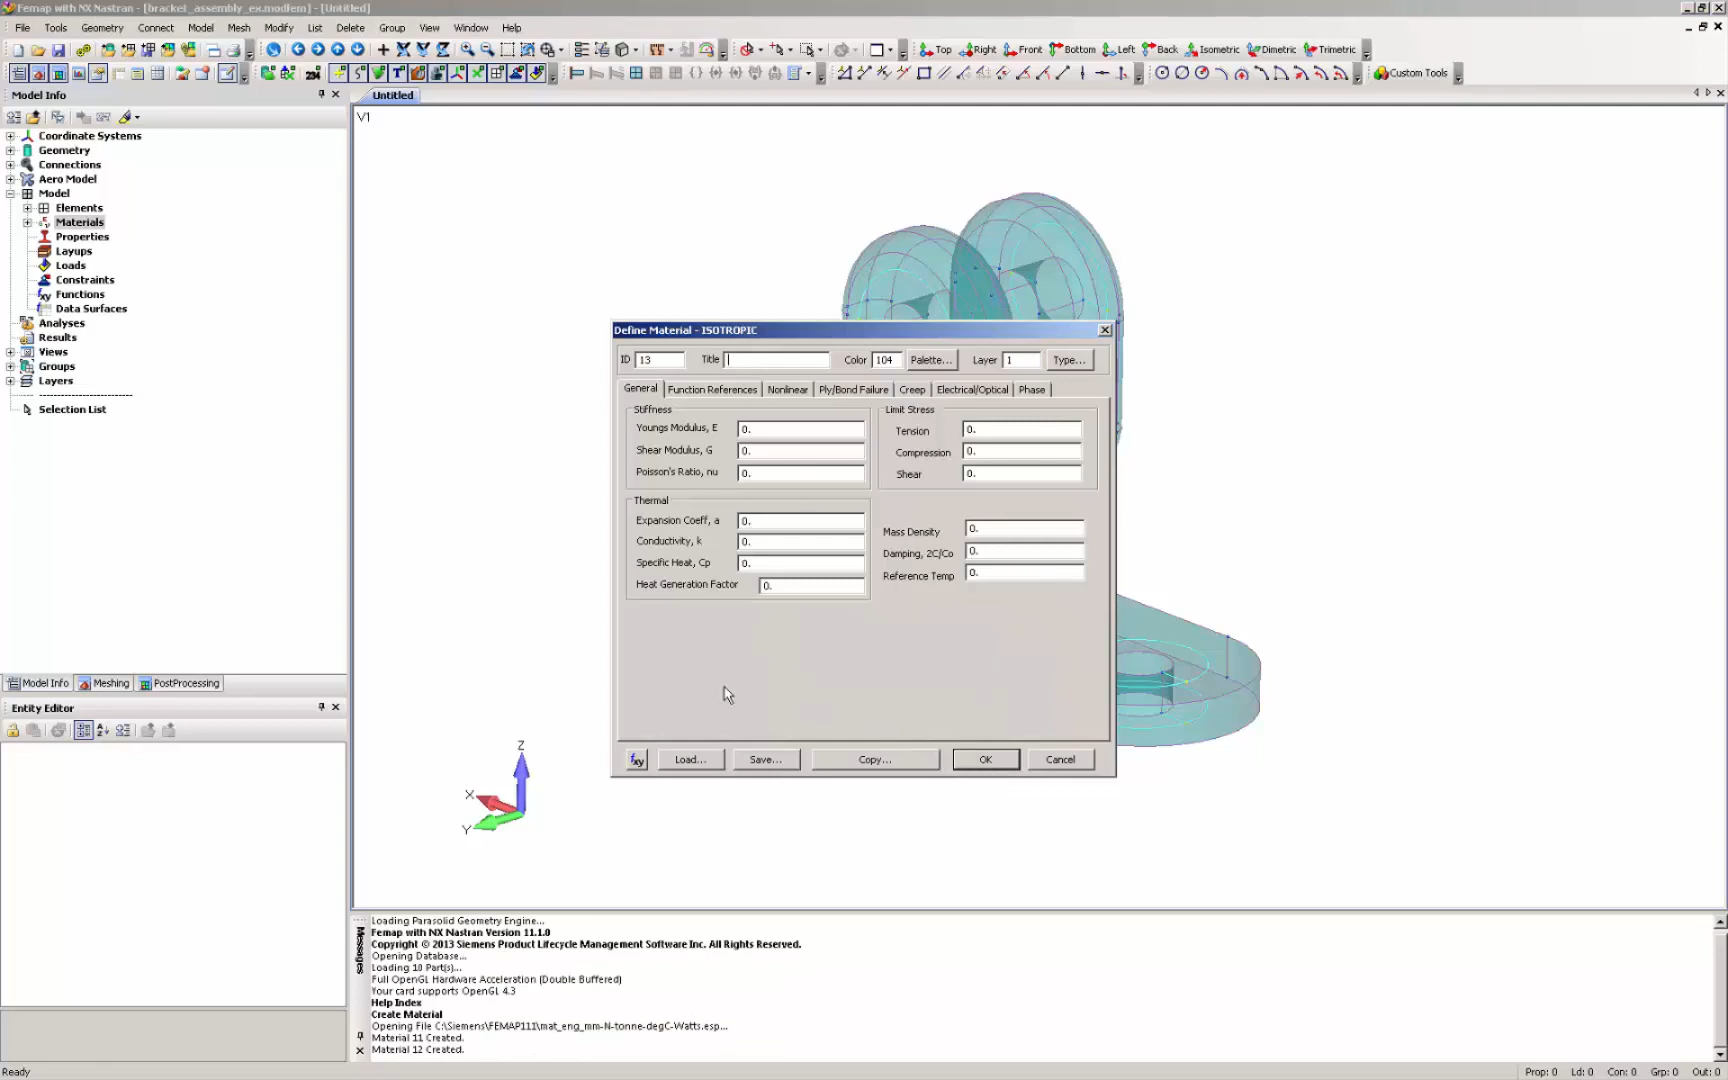 Femap with NX Nastran - [bracket_assembly_ex.modfem] - [Untitled]
File Tools Geometry Connect Model Mesh Modify List Delete Group View Window Help
Top Right Front Bottom Left Back Isometric Dimetric Trimetric
234 T Custom Tools
Model Info
Untitled
V1
Coordinate Systems
Geometry
Connections
Aero Model
Model
Elements
Materials
Properties
Layups
Loads
Constraints
fxy Functions
Data Surfaces
Analyses
Results
Views
Groups
Layers
Selection List
Model Info Meshing PostProcessing
Entity Editor
Define Material - ISOTROPIC
ID 13 Title Color 104 Palette... Layer 1 Type...
General Function References Nonlinear Ply/Bond Failure Creep Electrical/Optical Phase
Stiffness
Youngs Modulus, E 0.
Shear Modulus, G 0.
Poisson's Ratio, nu 0.
Limit Stress
Tension 0.
Compression 0.
Shear 0.
Thermal
Expansion Coeff, a 0.
Conductivity, k 0.
Specific Heat, Cp 0.
Heat Generation Factor 0.
Mass Density 0.
Damping, 2C/Co 0.
Reference Temp 0.
fxy Load... Save... Copy... OK Cancel
Z
X
Y
Messages
Loading Parasolid Geometry Engine...
Femap with NX Nastran Version 11.1.0
Copyright © 2013 Siemens Product Lifecycle Management Software Inc. All Rights Reserved.
Opening Database...
Loading 10 Part(s)...
Full OpenGL Hardware Acceleration (Double Buffered)
Your card supports OpenGL 4.3
Help Index
Create Material
Opening File C:\Siemens\FEMAP111\mat_eng_mm-N-tonne-degC-Watts.esp...
Material 11 Created.
Material 12 Created.
Ready
Prop: 0 Ld: 0 Con: 0 Grp: 0 Out: 0